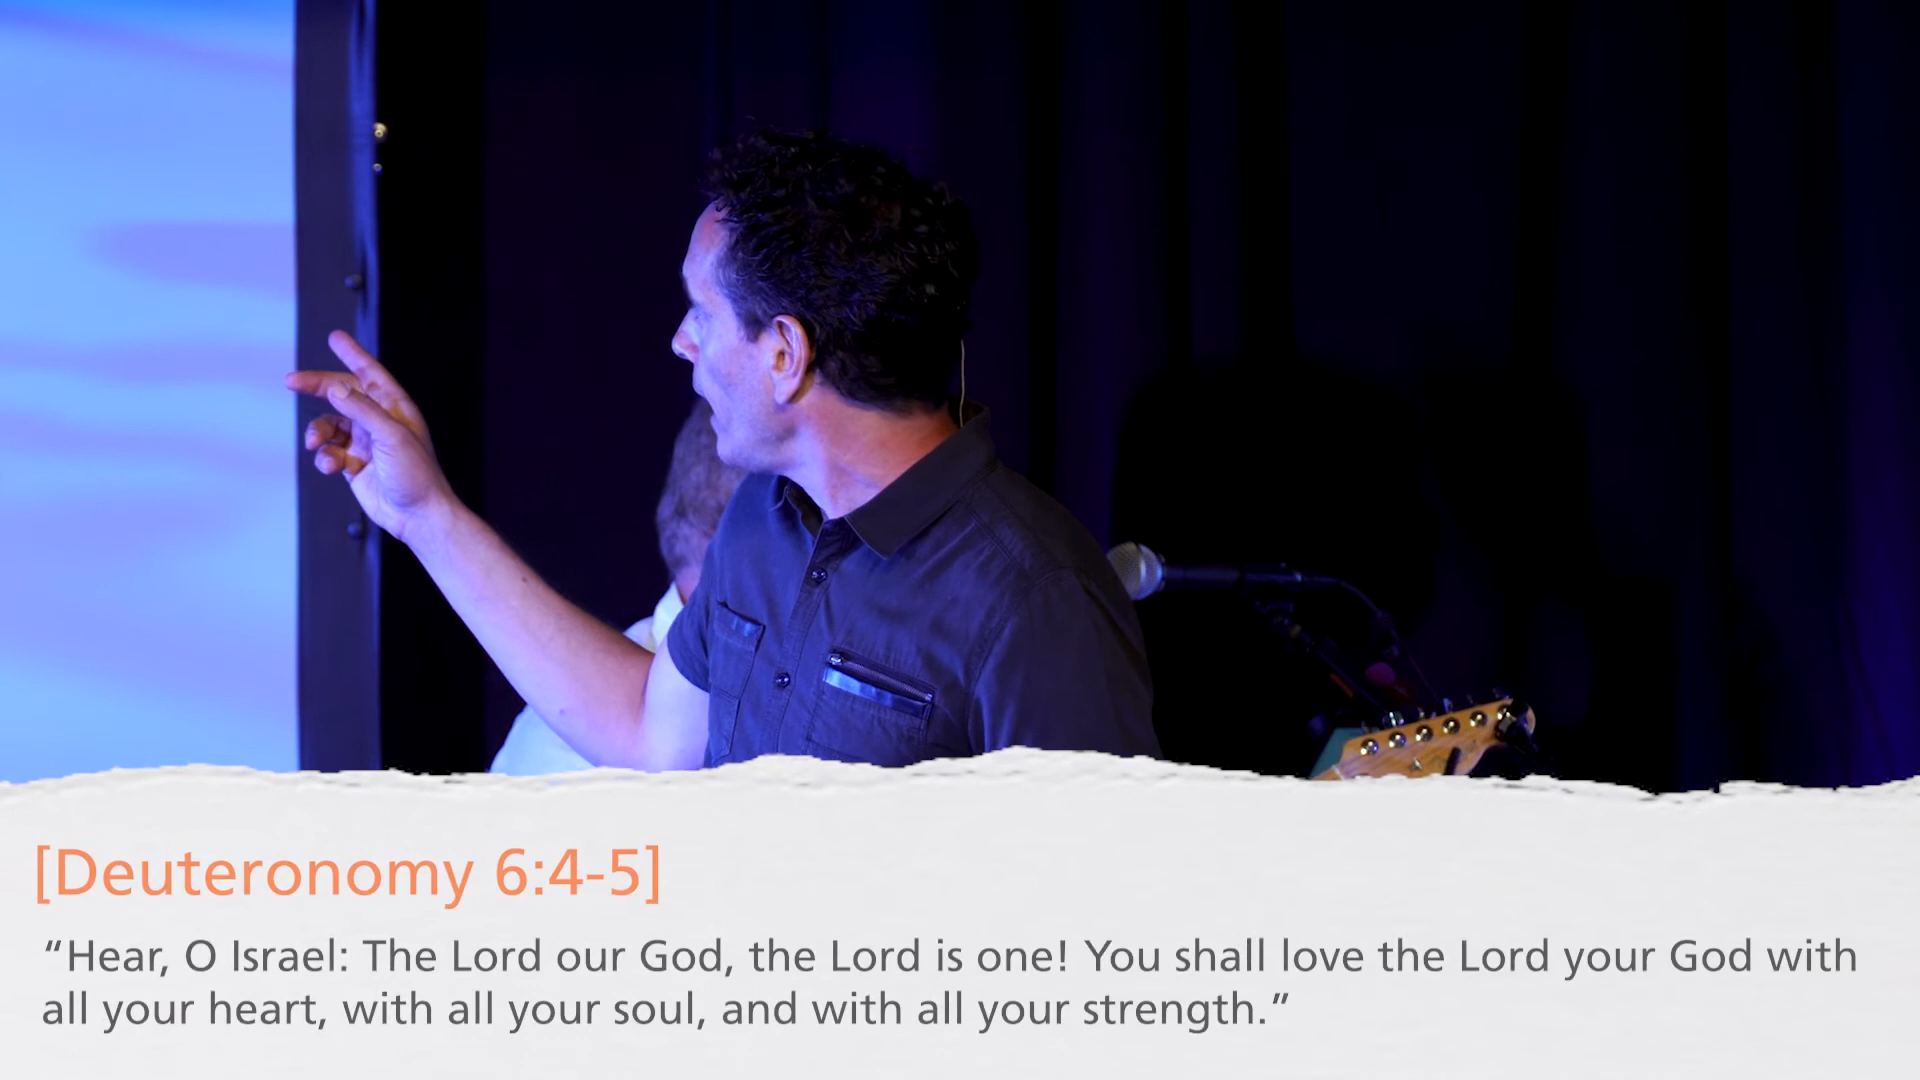 [Deuteronomy 6:4-5]
“Hear, O Israel: The Lord our God, the Lord is one! You shall love the Lord your God with
all your heart, with all your soul, and with all your strength.”